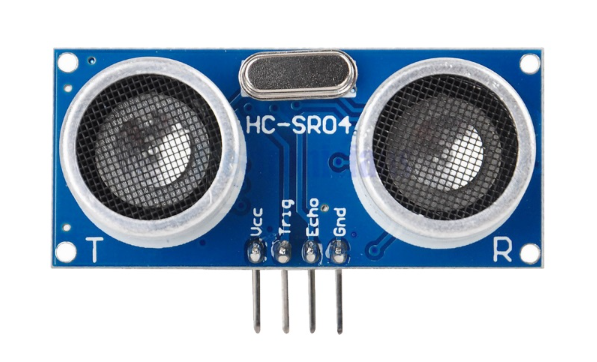 HC-SR04
Vcc
Trig
Echo
Gnd
T
R